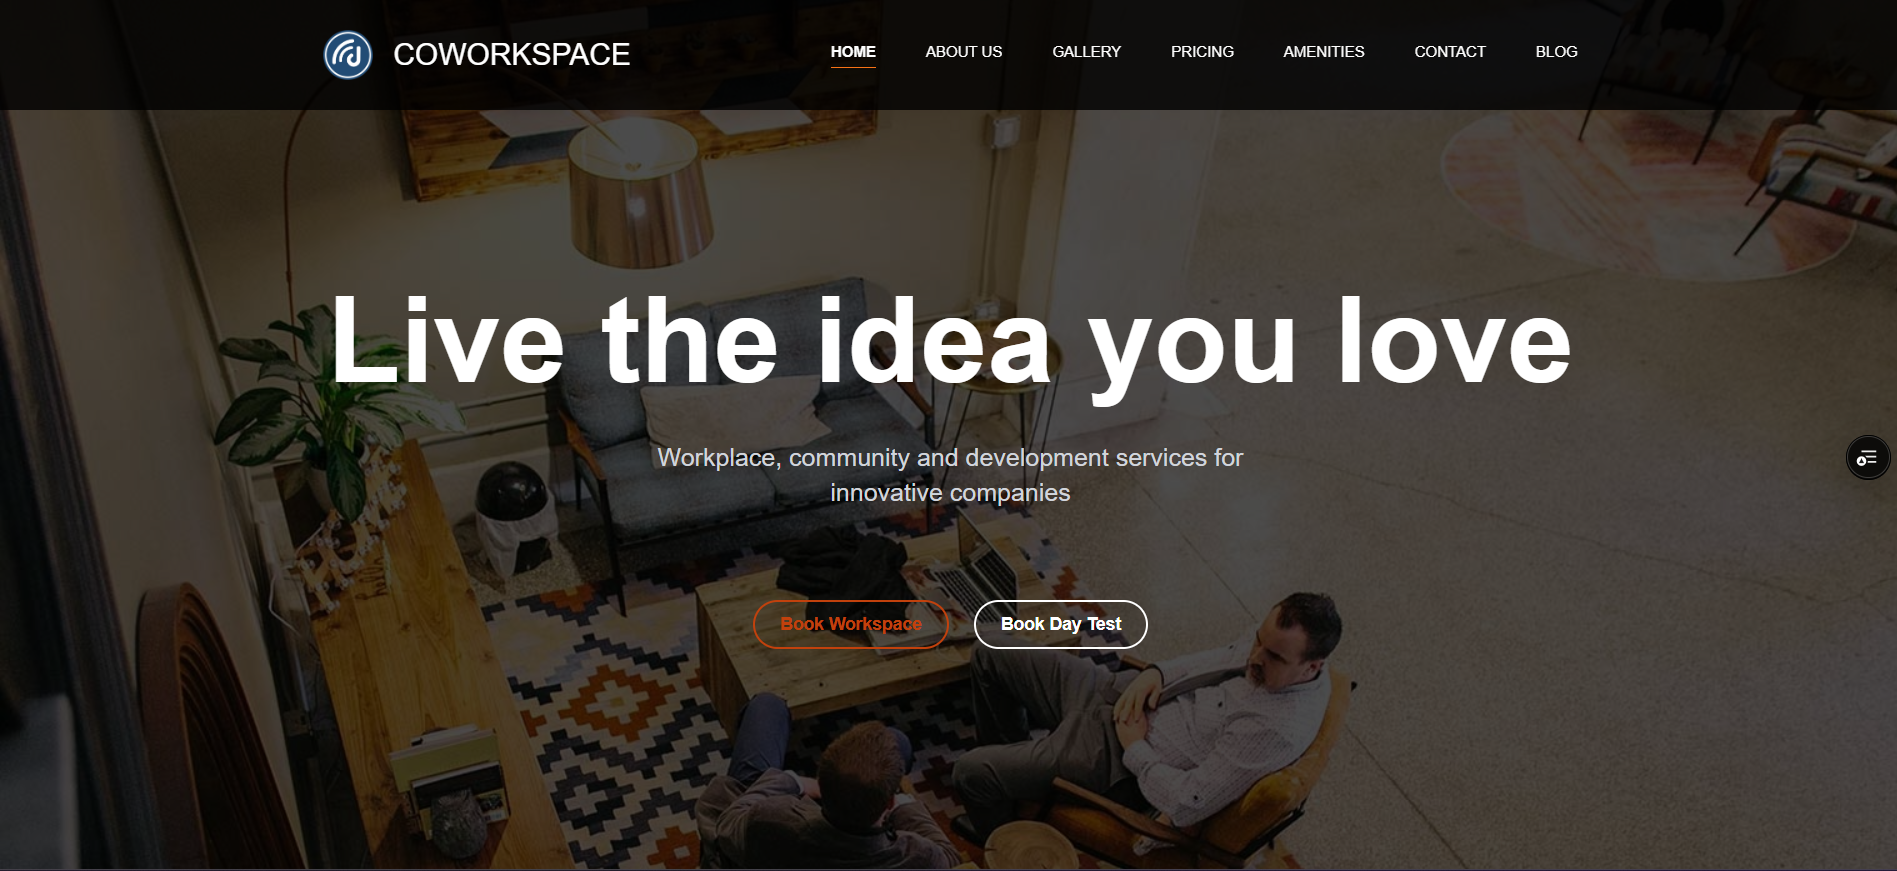 COWORKSPACE
HOME ABOUT US GALLERY PRICING AMENITIES CONTACT BLOG
Live the idea you love
Workplace, community and development services for
innovative companies
Book Workspace Book Day Test